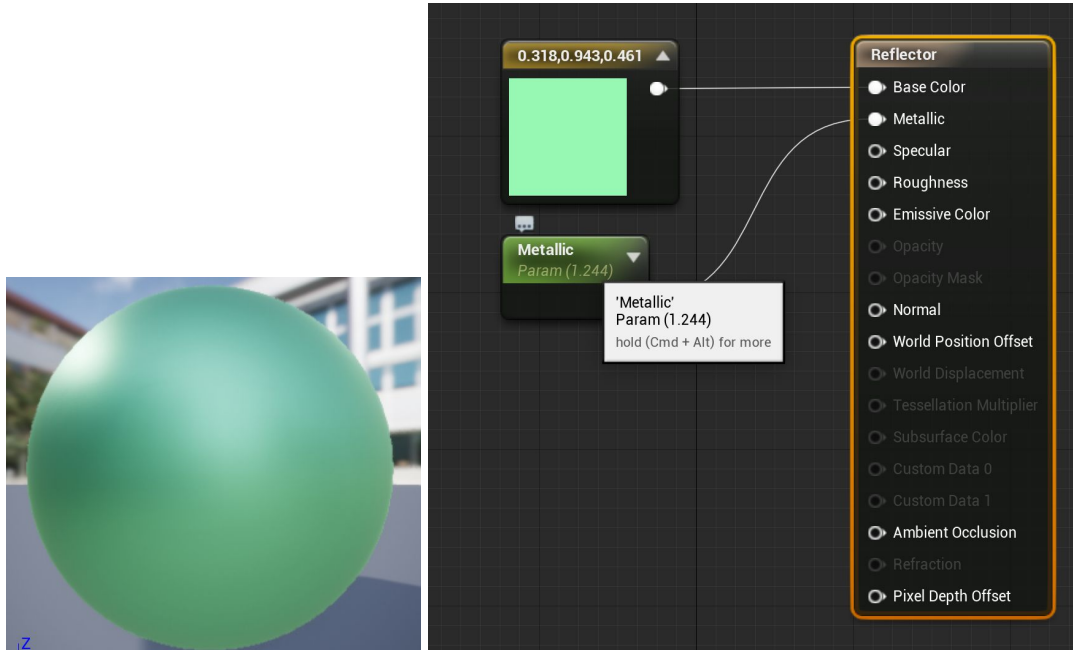 0.318,0.943,0.461
Metallic
Param (1.244)
'Metallic'
Param (1.244)
hold (Cmd + Alt) for more
Reflector
Base Color
Metallic
Specular
Roughness
Emissive Color
Opacity
Opacity Mask
Normal
World Position Offset
World Displacement
Tessellation Multiplier
Subsurface Color
Custom Data 0
Custom Data 1
Ambient Occlusion
Refraction
Pixel Depth Offset
Z